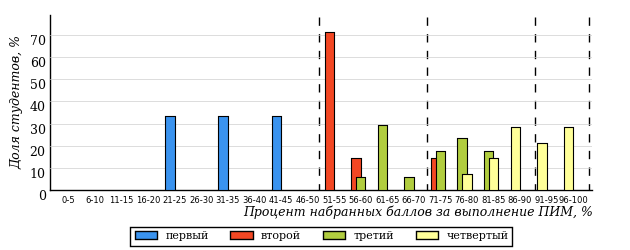 Доля студентов, %
70
60
50
40
30
20
10
0
0-5 6-10 11-15 16-20 21-25 26-30 31-35 36-40 41-45 46-50 51-55 56-60 61-65 66-70 71-75 76-80 81-85 86-90 91-95 96-100
Процент набранных баллов за выполнение ПИМ, %
первый второй третий четвертый